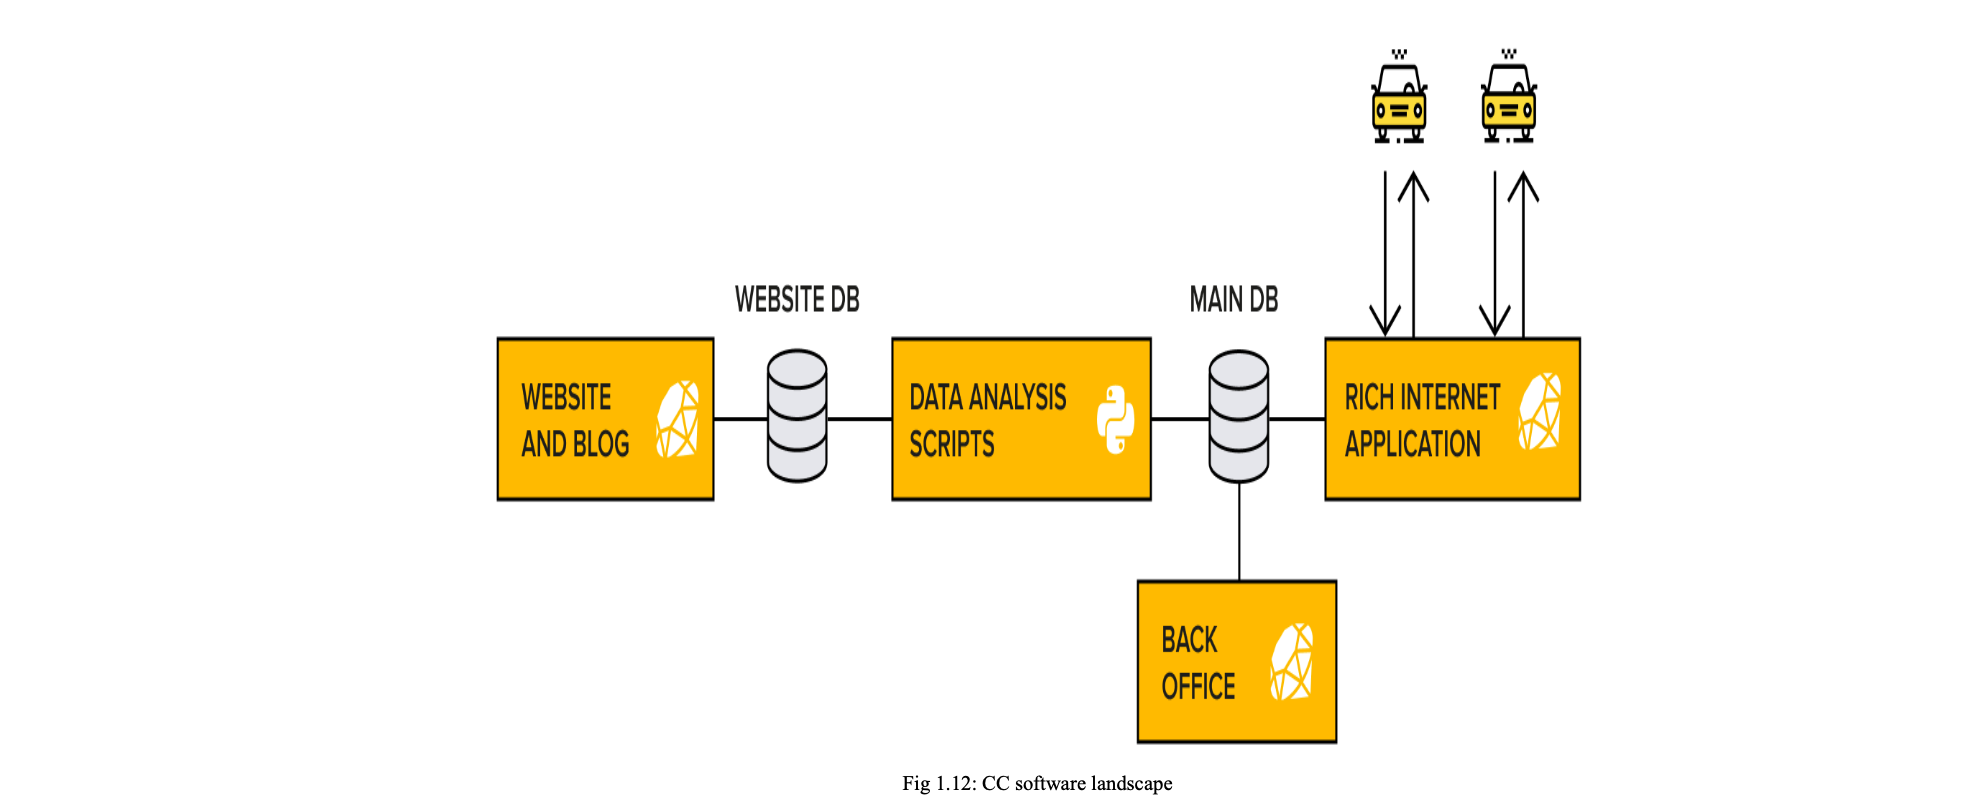 WEBSITE DB
MAIN DB
WEBSITE
AND BLOG
DATA ANALYSIS
SCRIPTS
RICH INTERNET
APPLICATION
BACK
OFFICE
Fig 1.12: CC software landscape